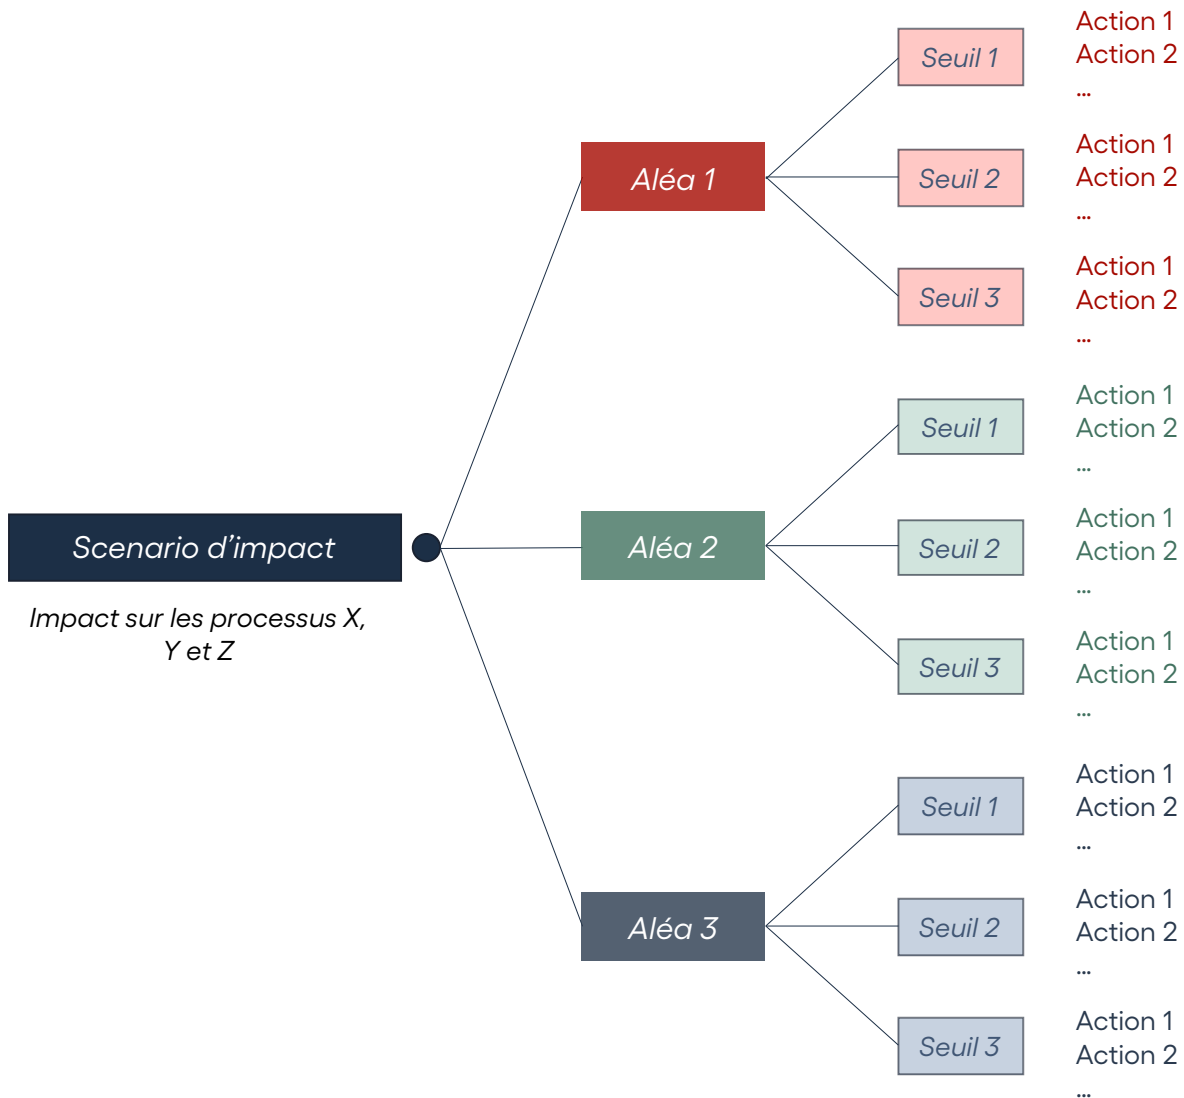 Scenario d'impact
Impact sur les processus X,
Y et Z
Aléa 1
Seuil 1
Action 1
Action 2
...
Seuil 2
Action 1
Action 2
...
Seuil 3
Action 1
Action 2
...
Aléa 2
Seuil 1
Action 1
Action 2
...
Seuil 2
Action 1
Action 2
...
Seuil 3
Action 1
Action 2
...
Aléa 3
Seuil 1
Action 1
Action 2
...
Seuil 2
Action 1
Action 2
...
Seuil 3
Action 1
Action 2
...